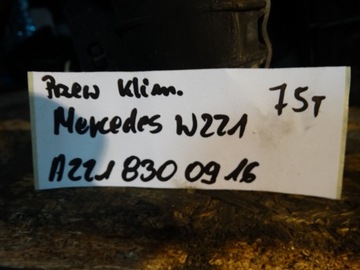 Przew Klim. 75T
Mercedes W221
A221 830 09 16